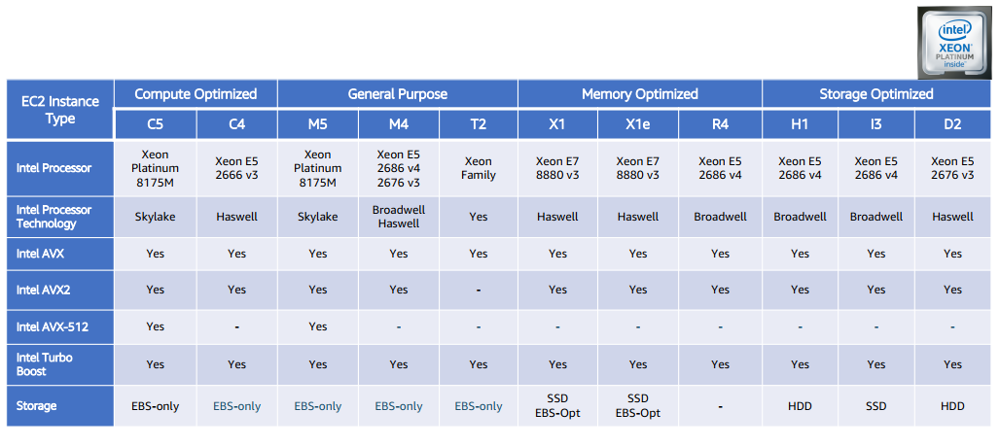 intel
XEON
PLATINUM
inside
EC2 Instance Type Compute Optimized General Purpose Memory Optimized Storage Optimized
C5 C4 M5 M4 T2 X1 X1e R4 H1 I3 D2
Intel Processor Xeon Platinum 8175M Xeon E5 2666 v3 Xeon Platinum 8175M Xeon E5 2686 v4 2676 v3 Xeon Family Xeon E7 8880 v3 Xeon E7 8880 v3 Xeon E5 2686 v4 Xeon E5 2686 v4 Xeon E5 2686 v4 Xeon E5 2676 v3
Intel Processor Technology Skylake Haswell Skylake Broadwell Haswell Yes Haswell Haswell Broadwell Broadwell Broadwell Haswell
Intel AVX Yes Yes Yes Yes Yes Yes Yes Yes Yes Yes Yes
Intel AVX2 Yes Yes Yes Yes - Yes Yes Yes Yes Yes Yes
Intel AVX-512 Yes - Yes - - - - - - - -
Intel Turbo Boost Yes Yes Yes Yes Yes Yes Yes Yes Yes Yes Yes
Storage EBS-only EBS-only EBS-only EBS-only EBS-only SSD EBS-Opt SSD EBS-Opt - HDD SSD HDD